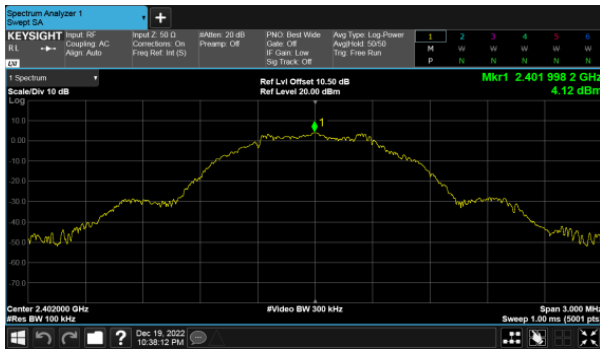 Spectrum Analyzer 1
Swept SA
+
KEYSIGHT
RL
Input: RF
Coupling: AC
Align: Auto
Input Z: 50 Ω
Corrections: On
Freq Ref: Int (S)
#Atten: 20 dB
Preamp: Off
PNO: Best Wide
Gate: Off
IF Gain: Low
Sig Track: Off
Avg Type: Log-Power
Avg|Hold: 50/50
Trig: Free Run
1 2 3 4 5 6
M W W W W W
P N N N N N
1 Spectrum
Scale/Div 10 dB
Ref Lvl Offset 10.50 dB
Ref Level 20.00 dBm
Mkr1 2.401 998 2 GHz
4.12 dBm
Log
10.0
0.00
-10.0
-20.0
-30.0
-40.0
-50.0
-60.0
-70.0
1
Center 2.402000 GHz
#Res BW 100 kHz
#Video BW 300 kHz
Span 3.000 MHz
Sweep 1.00 ms (5001 pts)
?
Dec 19, 2022
10:38:12 PM